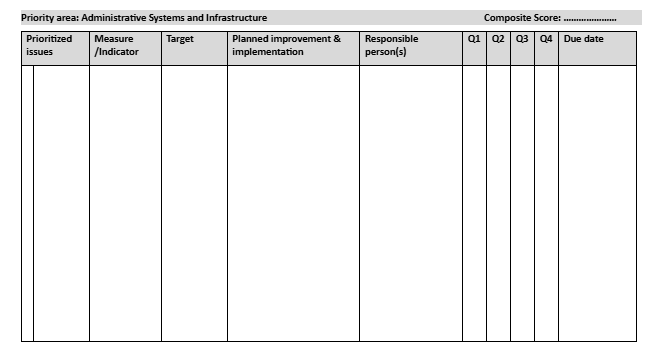 Priority area: Administrative Systems and Infrastructure Composite Score: .....................
Prioritized issues
Measure /Indicator
Target
Planned improvement & implementation
Responsible person(s)
Q1
Q2
Q3
Q4
Due date